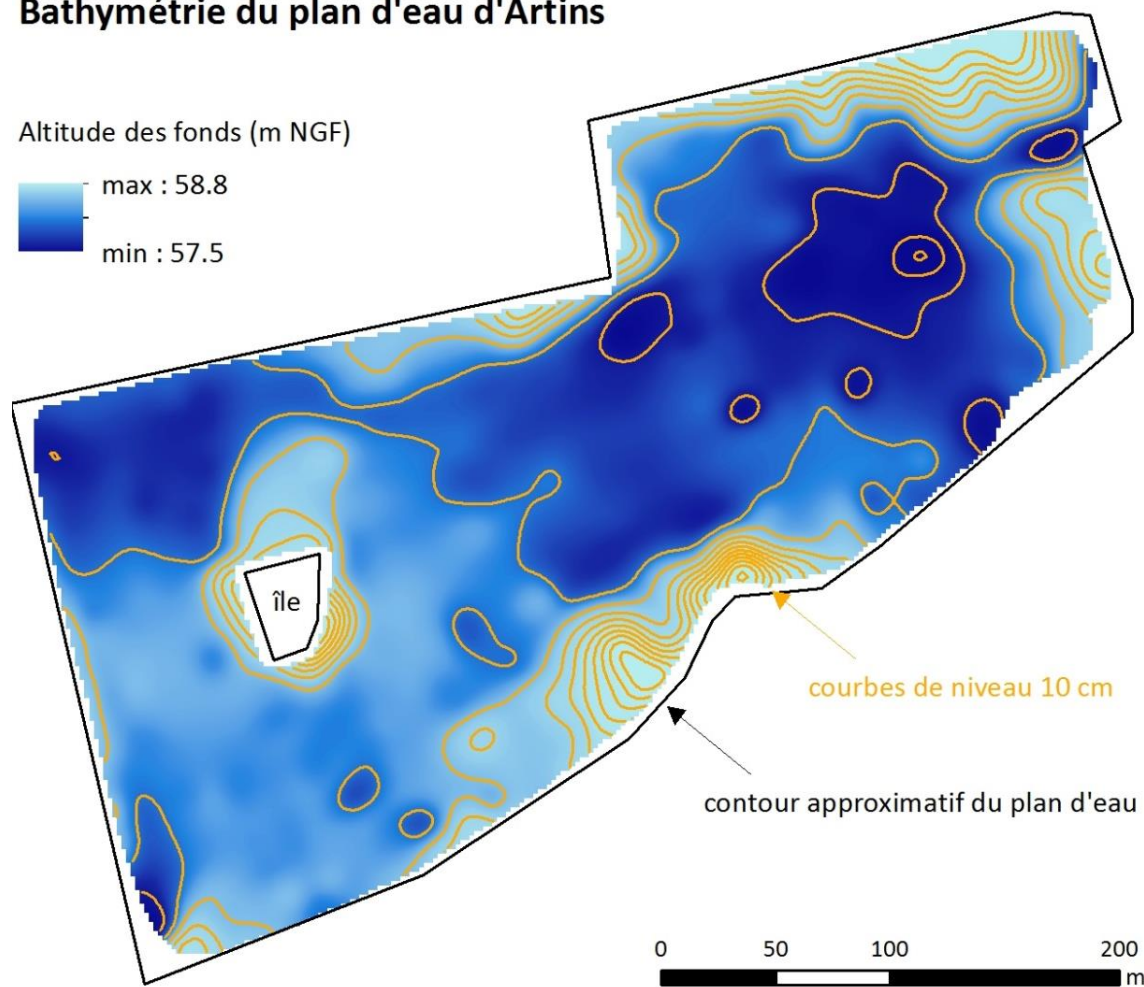 Bathymétrie du plan d'eau d'Artins
Altitude des fonds (m NGF)
max : 58.8
min : 57.5
île
courbes de niveau 10 cm
contour approximatif du plan d'eau
0 50 100 200
m